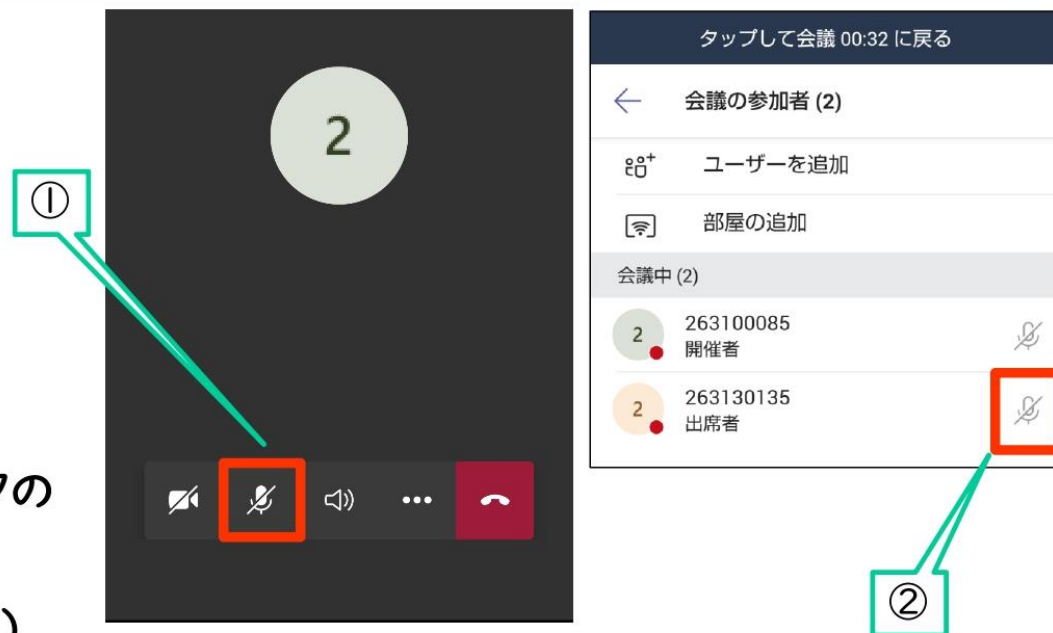 ①
2
クの
)
タップして会議 00:32 に戻る
会議の参加者 (2)
ユーザーを追加
部屋の追加
会議中 (2)
2
263100085
開催者
2
263130135
出席者
②